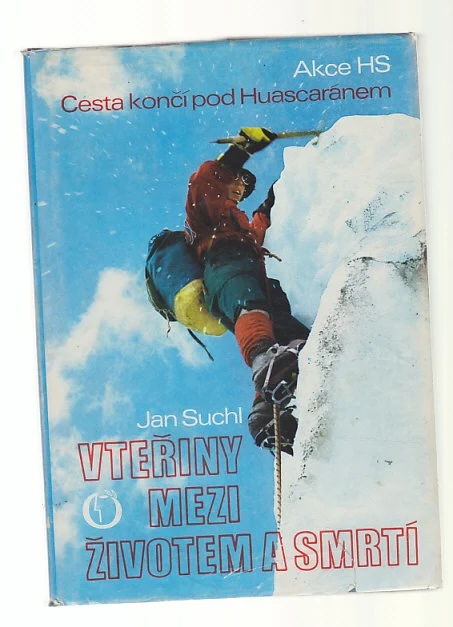 Akce HS
Cesta končí pod Huascaránem
Jan Suchl
VTEŘINY
MEZI
ŽIVOTEM A SMRTÍ